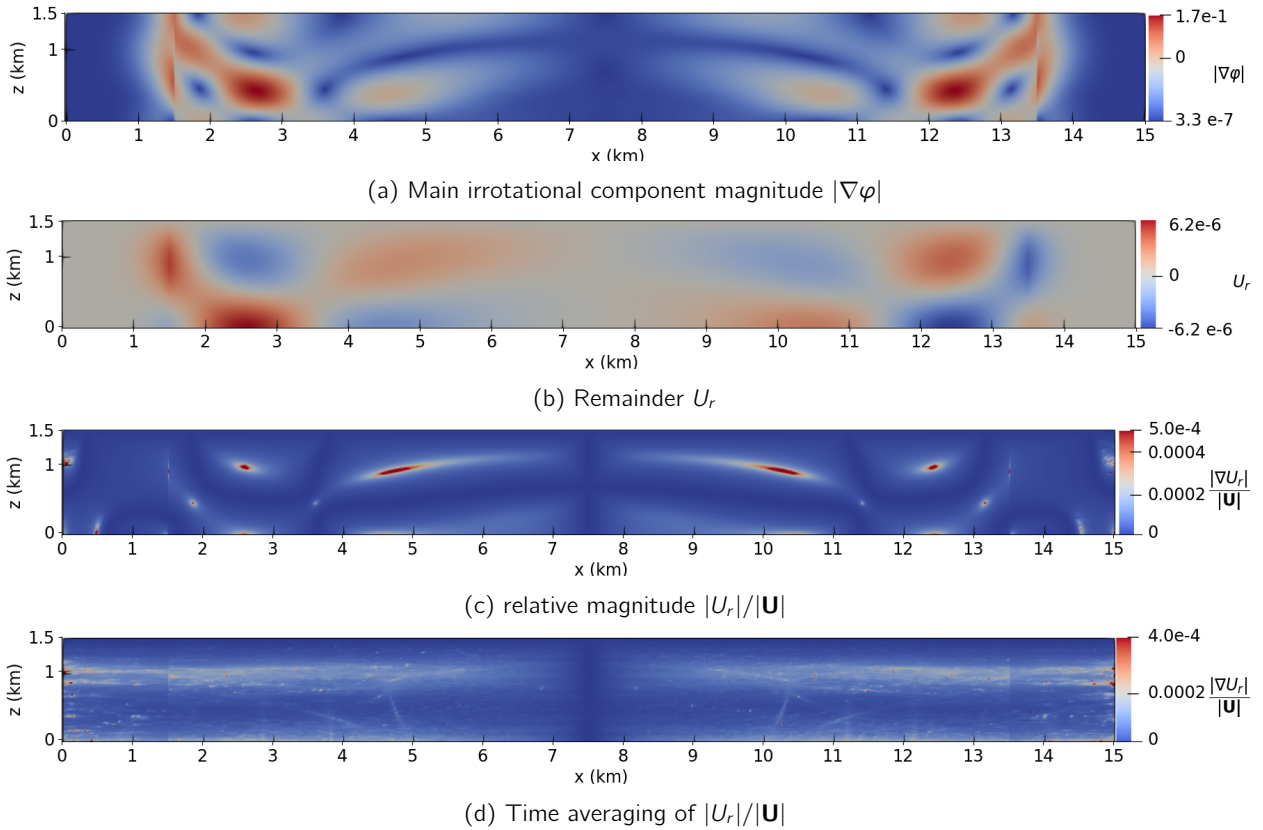 1.5
1
0
z (km)
0 1 2 3 4 5 6 7 8 9 10 11 12 13 14 15
x (km)
1.7e-1
0
3.3 e-7
|∇φ|
(a) Main irrotational component magnitude |∇φ|
1.5
1
0
z (km)
0 1 2 3 4 5 6 7 8 9 10 11 12 13 14 15
x (km)
6.2e-6
0
-6.2 e-6
U_r
(b) Remainder U_r
1.5
1
0
z (km)
0 1 2 3 4 5 6 7 8 9 10 11 12 13 14 15
x (km)
5.0e-4
0.0004
0.0002
0
|∇U_r|
|U|
(c) relative magnitude |U_r|/|U|
1.5
1
0
z (km)
0 1 2 3 4 5 6 7 8 9 10 11 12 13 14 15
x (km)
4.0e-4
0.0002
0
|∇U_r|
|U|
(d) Time averaging of |U_r|/|U|